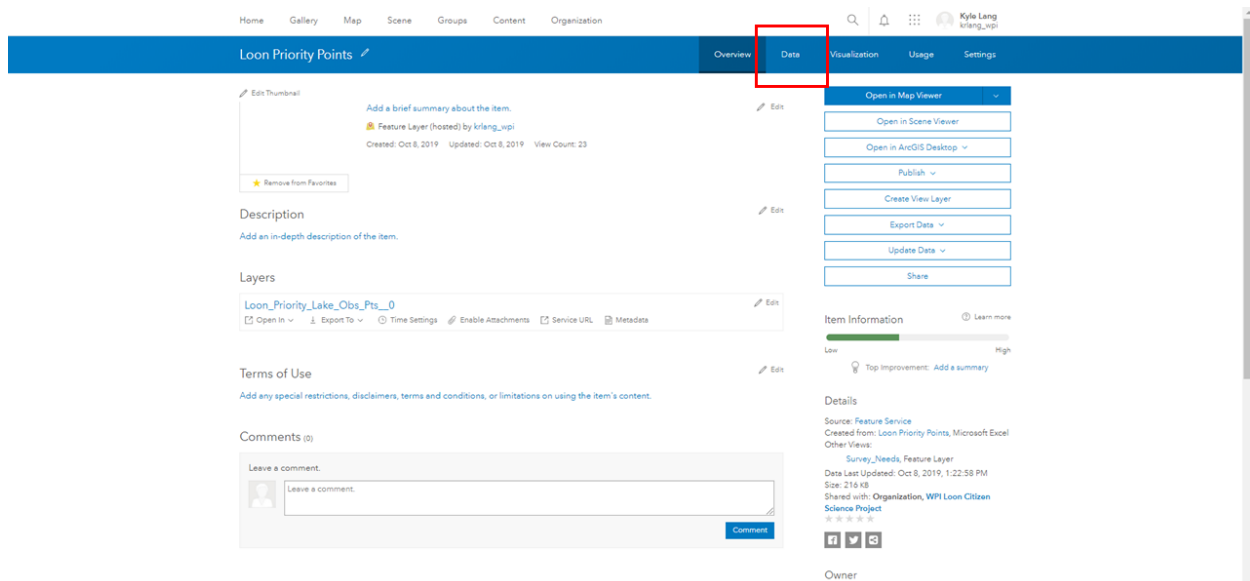 Home Gallery Map Scene Groups Content Organization
Kyle Lang
krlang_wpi
Loon Priority Points
Overview Data Visualization Usage Settings
Edit Thumbnail
Add a brief summary about the item.
Edit
Feature Layer (hosted) by krlang_wpi
Created: Oct 8, 2019 Updated: Oct 8, 2019 View Count: 23
Remove from Favorites
Description
Edit
Add an in-depth description of the item.
Layers
Loon_Priority_Lake_Obs_Pts__0
Edit
Open In Export To Time Settings Enable Attachments Service URL Metadata
Terms of Use
Edit
Add any special restrictions, disclaimers, terms and conditions, or limitations on using the item's content.
Comments (0)
Leave a comment.
Leave a comment.
Comment
Open in Map Viewer
Open in Scene Viewer
Open in ArcGIS Desktop
Publish
Create View Layer
Export Data
Update Data
Share
Item Information
Learn more
Low High
Top Improvement: Add a summary
Details
Source: Feature Service
Created from: Loon Priority Points, Microsoft Excel
Other Views:
Survey_Needs, Feature Layer
Data Last Updated: Oct 8, 2019, 1:22:58 PM
Size: 216 KB
Shared with: Organization, WPI Loon Citizen
Science Project
Owner